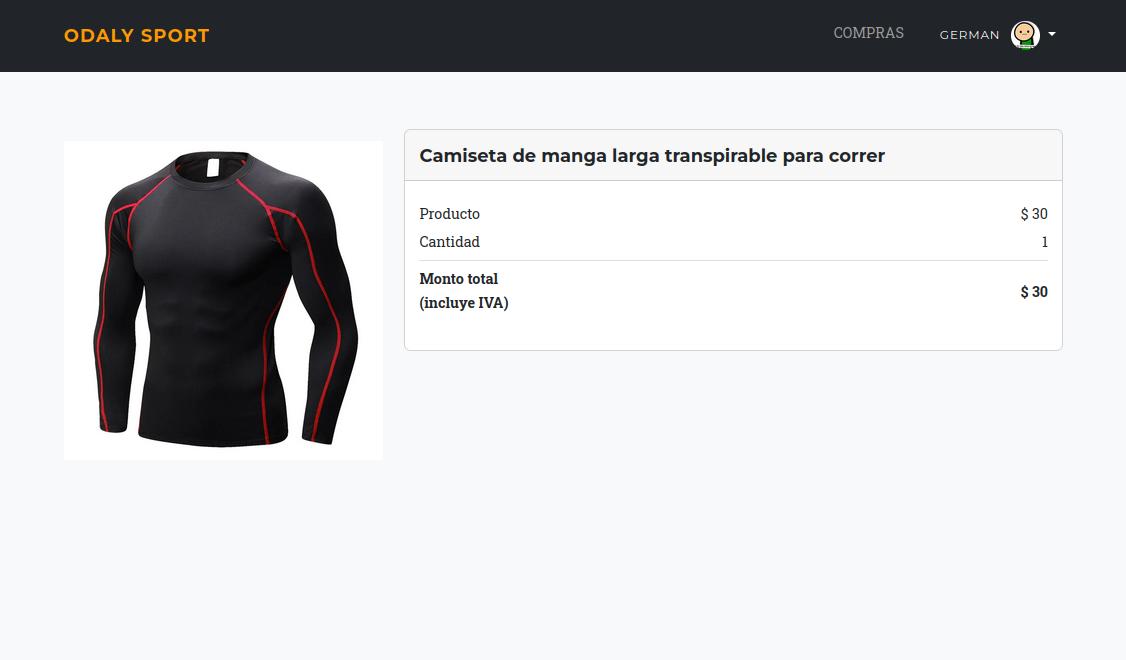 ODALY SPORT
COMPRAS
GERMAN
Camiseta de manga larga transpirable para correr
Producto $ 30
Cantidad 1
Monto total
(incluye IVA) $ 30